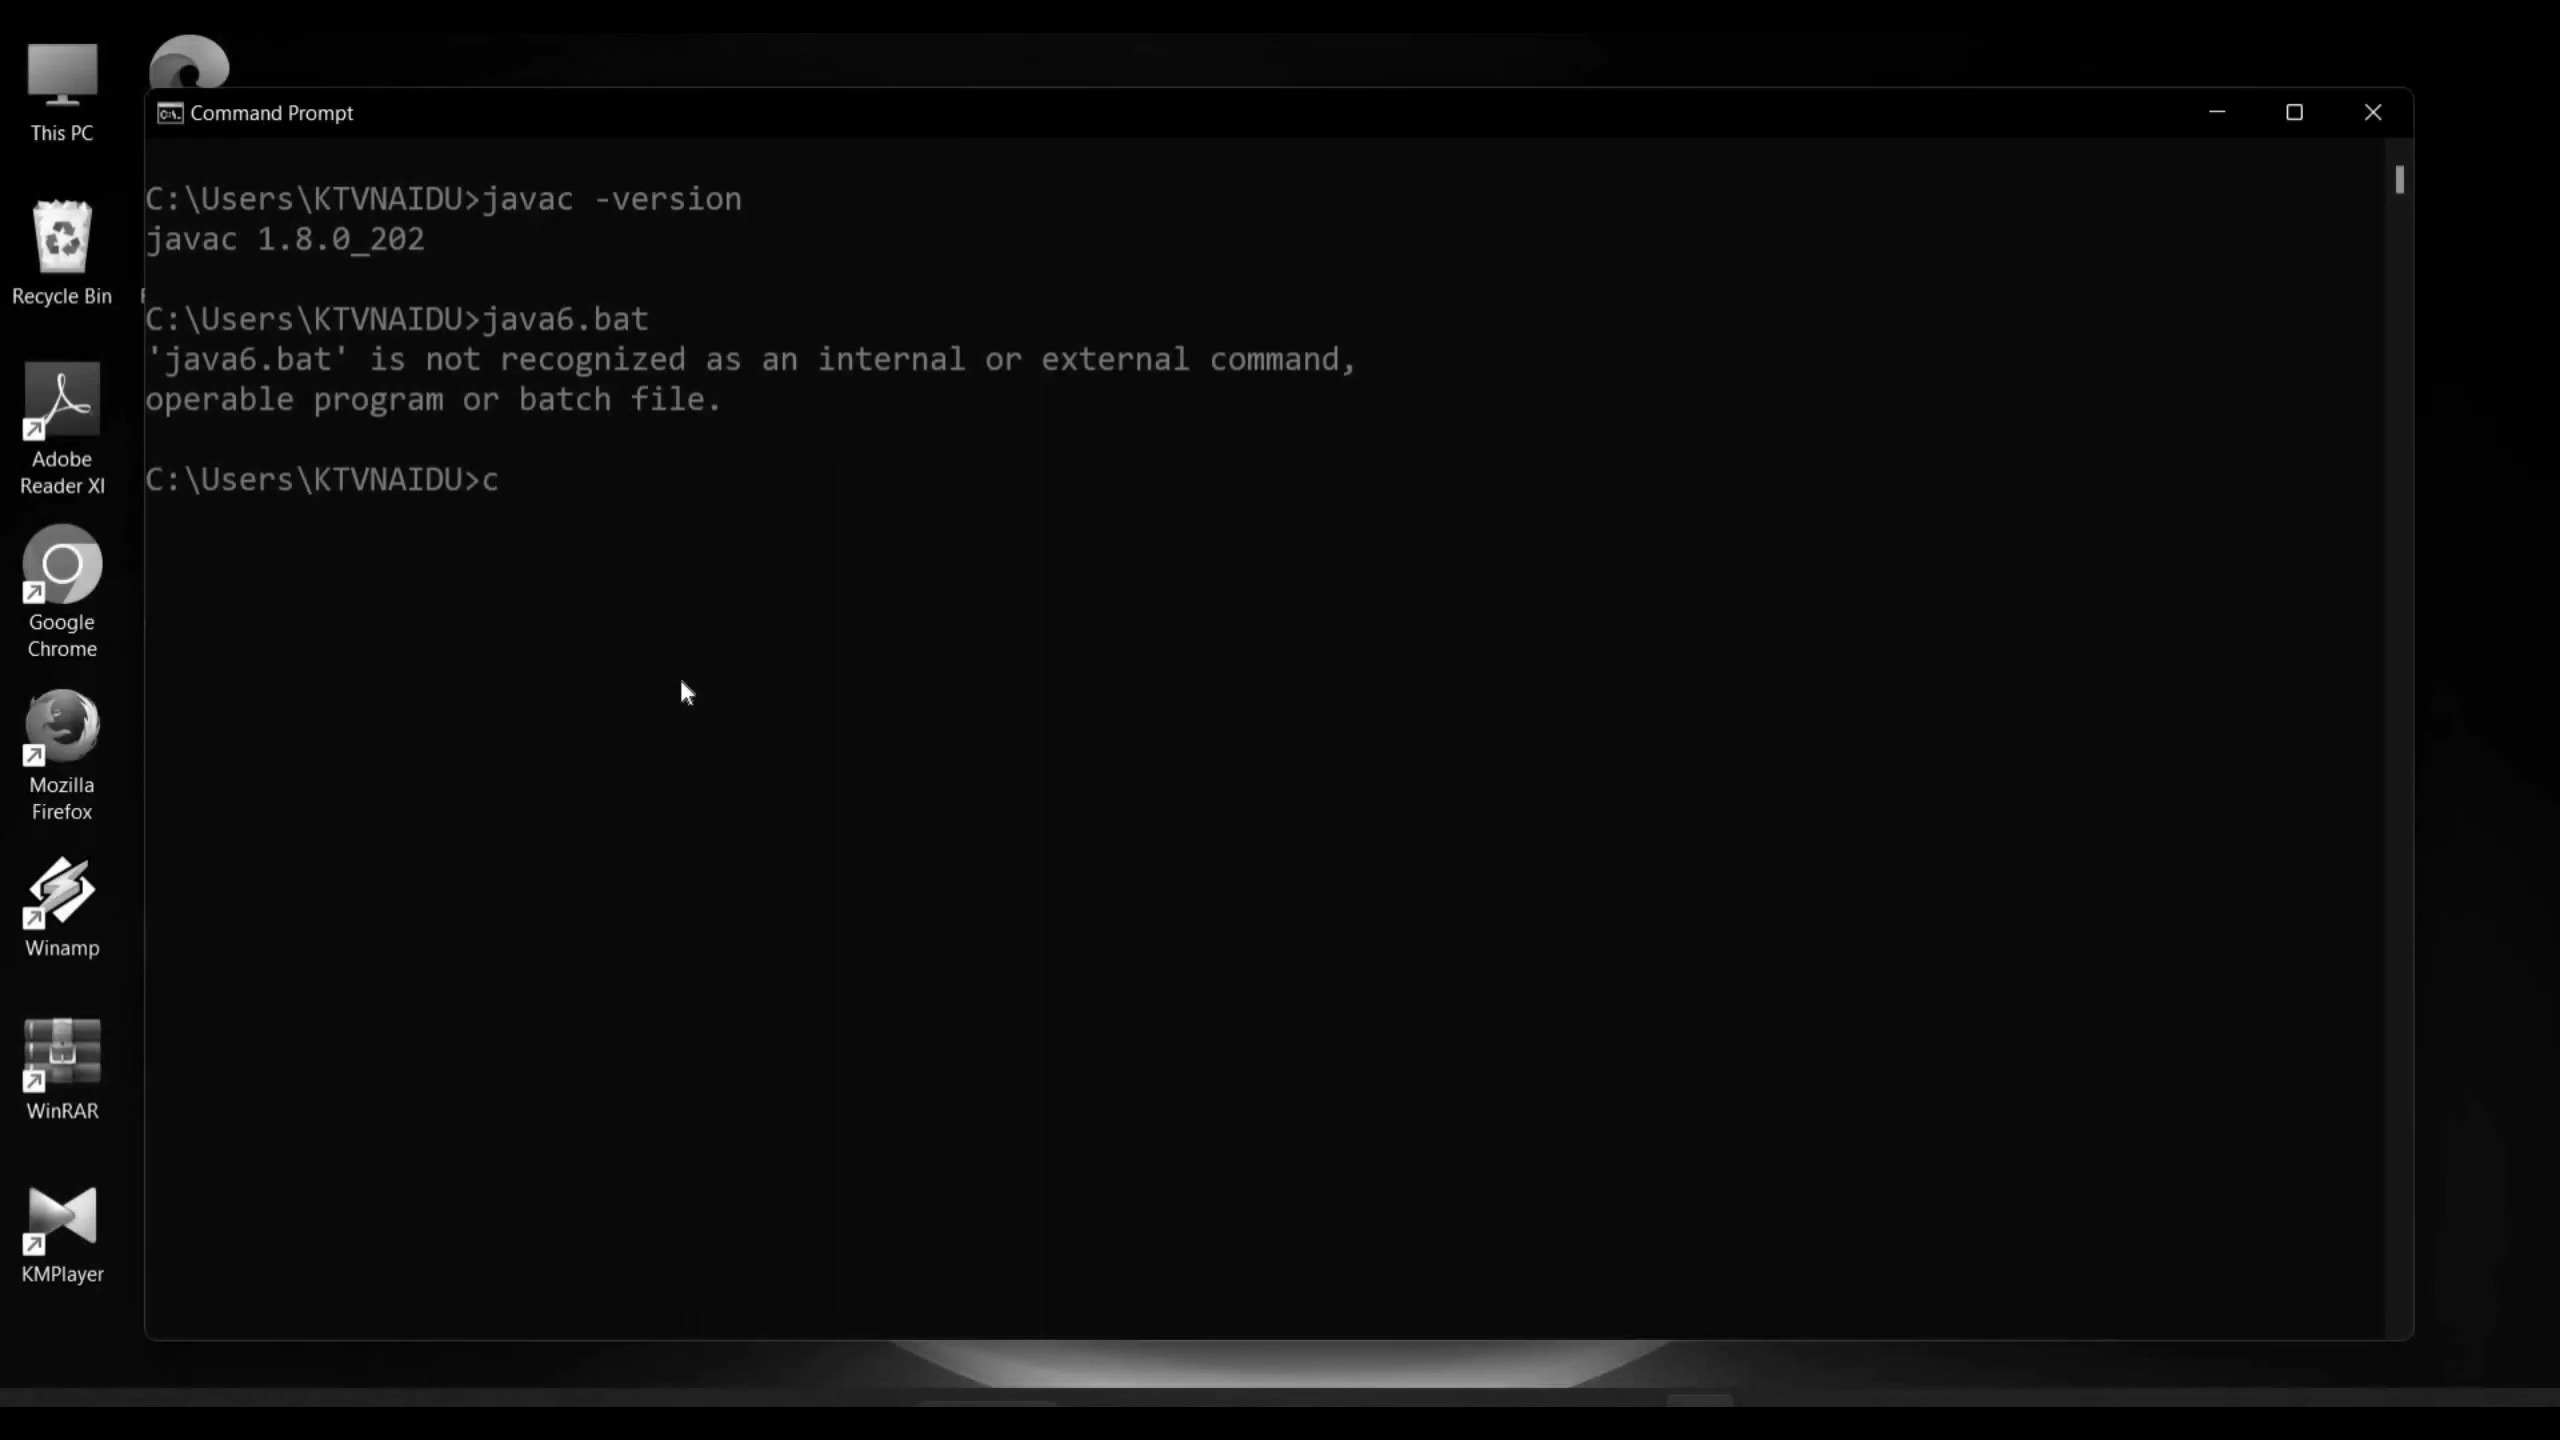 This PC
Recycle Bin
Adobe
Reader XI
Google
Chrome
Mozilla
Firefox
Winamp
WinRAR
KMPlayer
Command Prompt
C:\Users\KTVNAIDU>javac -version
javac 1.8.0_202
C:\Users\KTVNAIDU>java6.bat
'java6.bat' is not recognized as an internal or external command,
operable program or batch file.
C:\Users\KTVNAIDU>c